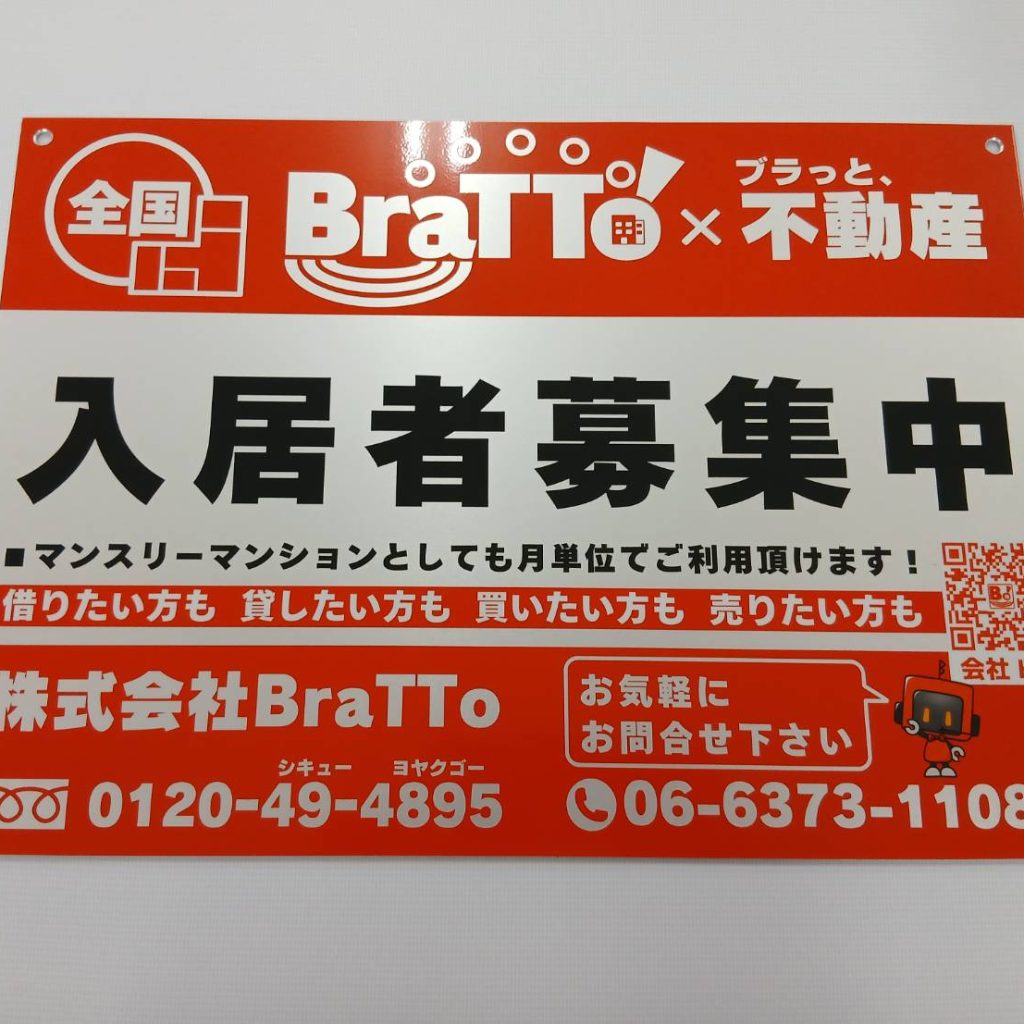 全国
BraTTo × ブラっと、不動産
入居者募集中
■マンスリーマンションとしても月単位でご利用頂けます！
借りたい方も 貸したい方も 買いたい方も 売りたい方も
会社
株式会社BraTTo
お気軽に
お問合せ下さい
シキュー ヨヤクゴー
0120-49-4895
06-6373-1108